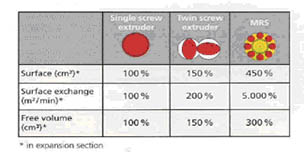 Single screw extruder Twin screw extruder MRS
Surface (cm²)* 100 % 150 % 450 %
Surface exchange (m²/min)* 100 % 200 % 5.000 %
Free volume (cm³)* 100 % 150 % 300 %
* in expansion section